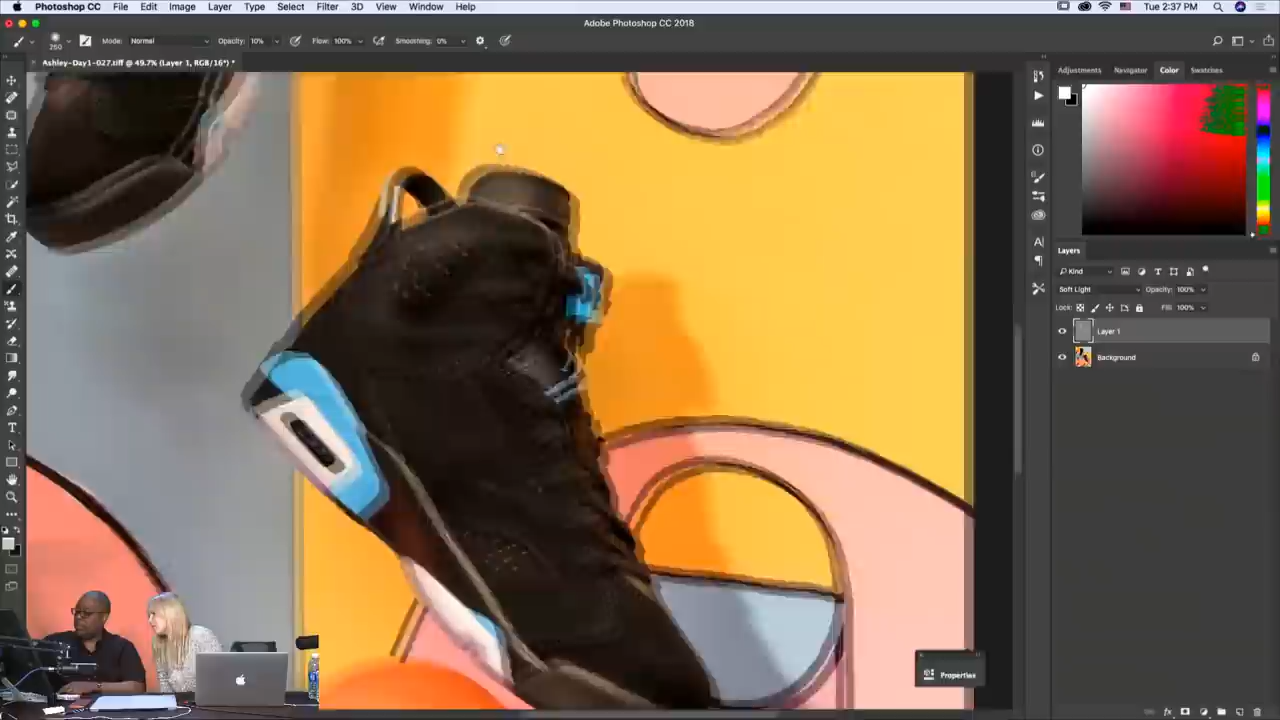 Photoshop CC File Edit Image Layer Type Select Filter 3D View Window Help Tue 2:37 PM
Adobe Photoshop CC 2018
250 Mode: Normal Opacity: 10% Flow: 100% Smoothing: 0%
Ashley-Day1-027.tiff @ 49.7% (Layer 1, RGB/16*) *
Adjustments Navigator Color Swatches
Layers
Kind
Soft Light Opacity: 100%
Lock: Fill: 100%
Layer 1
Background
Properties